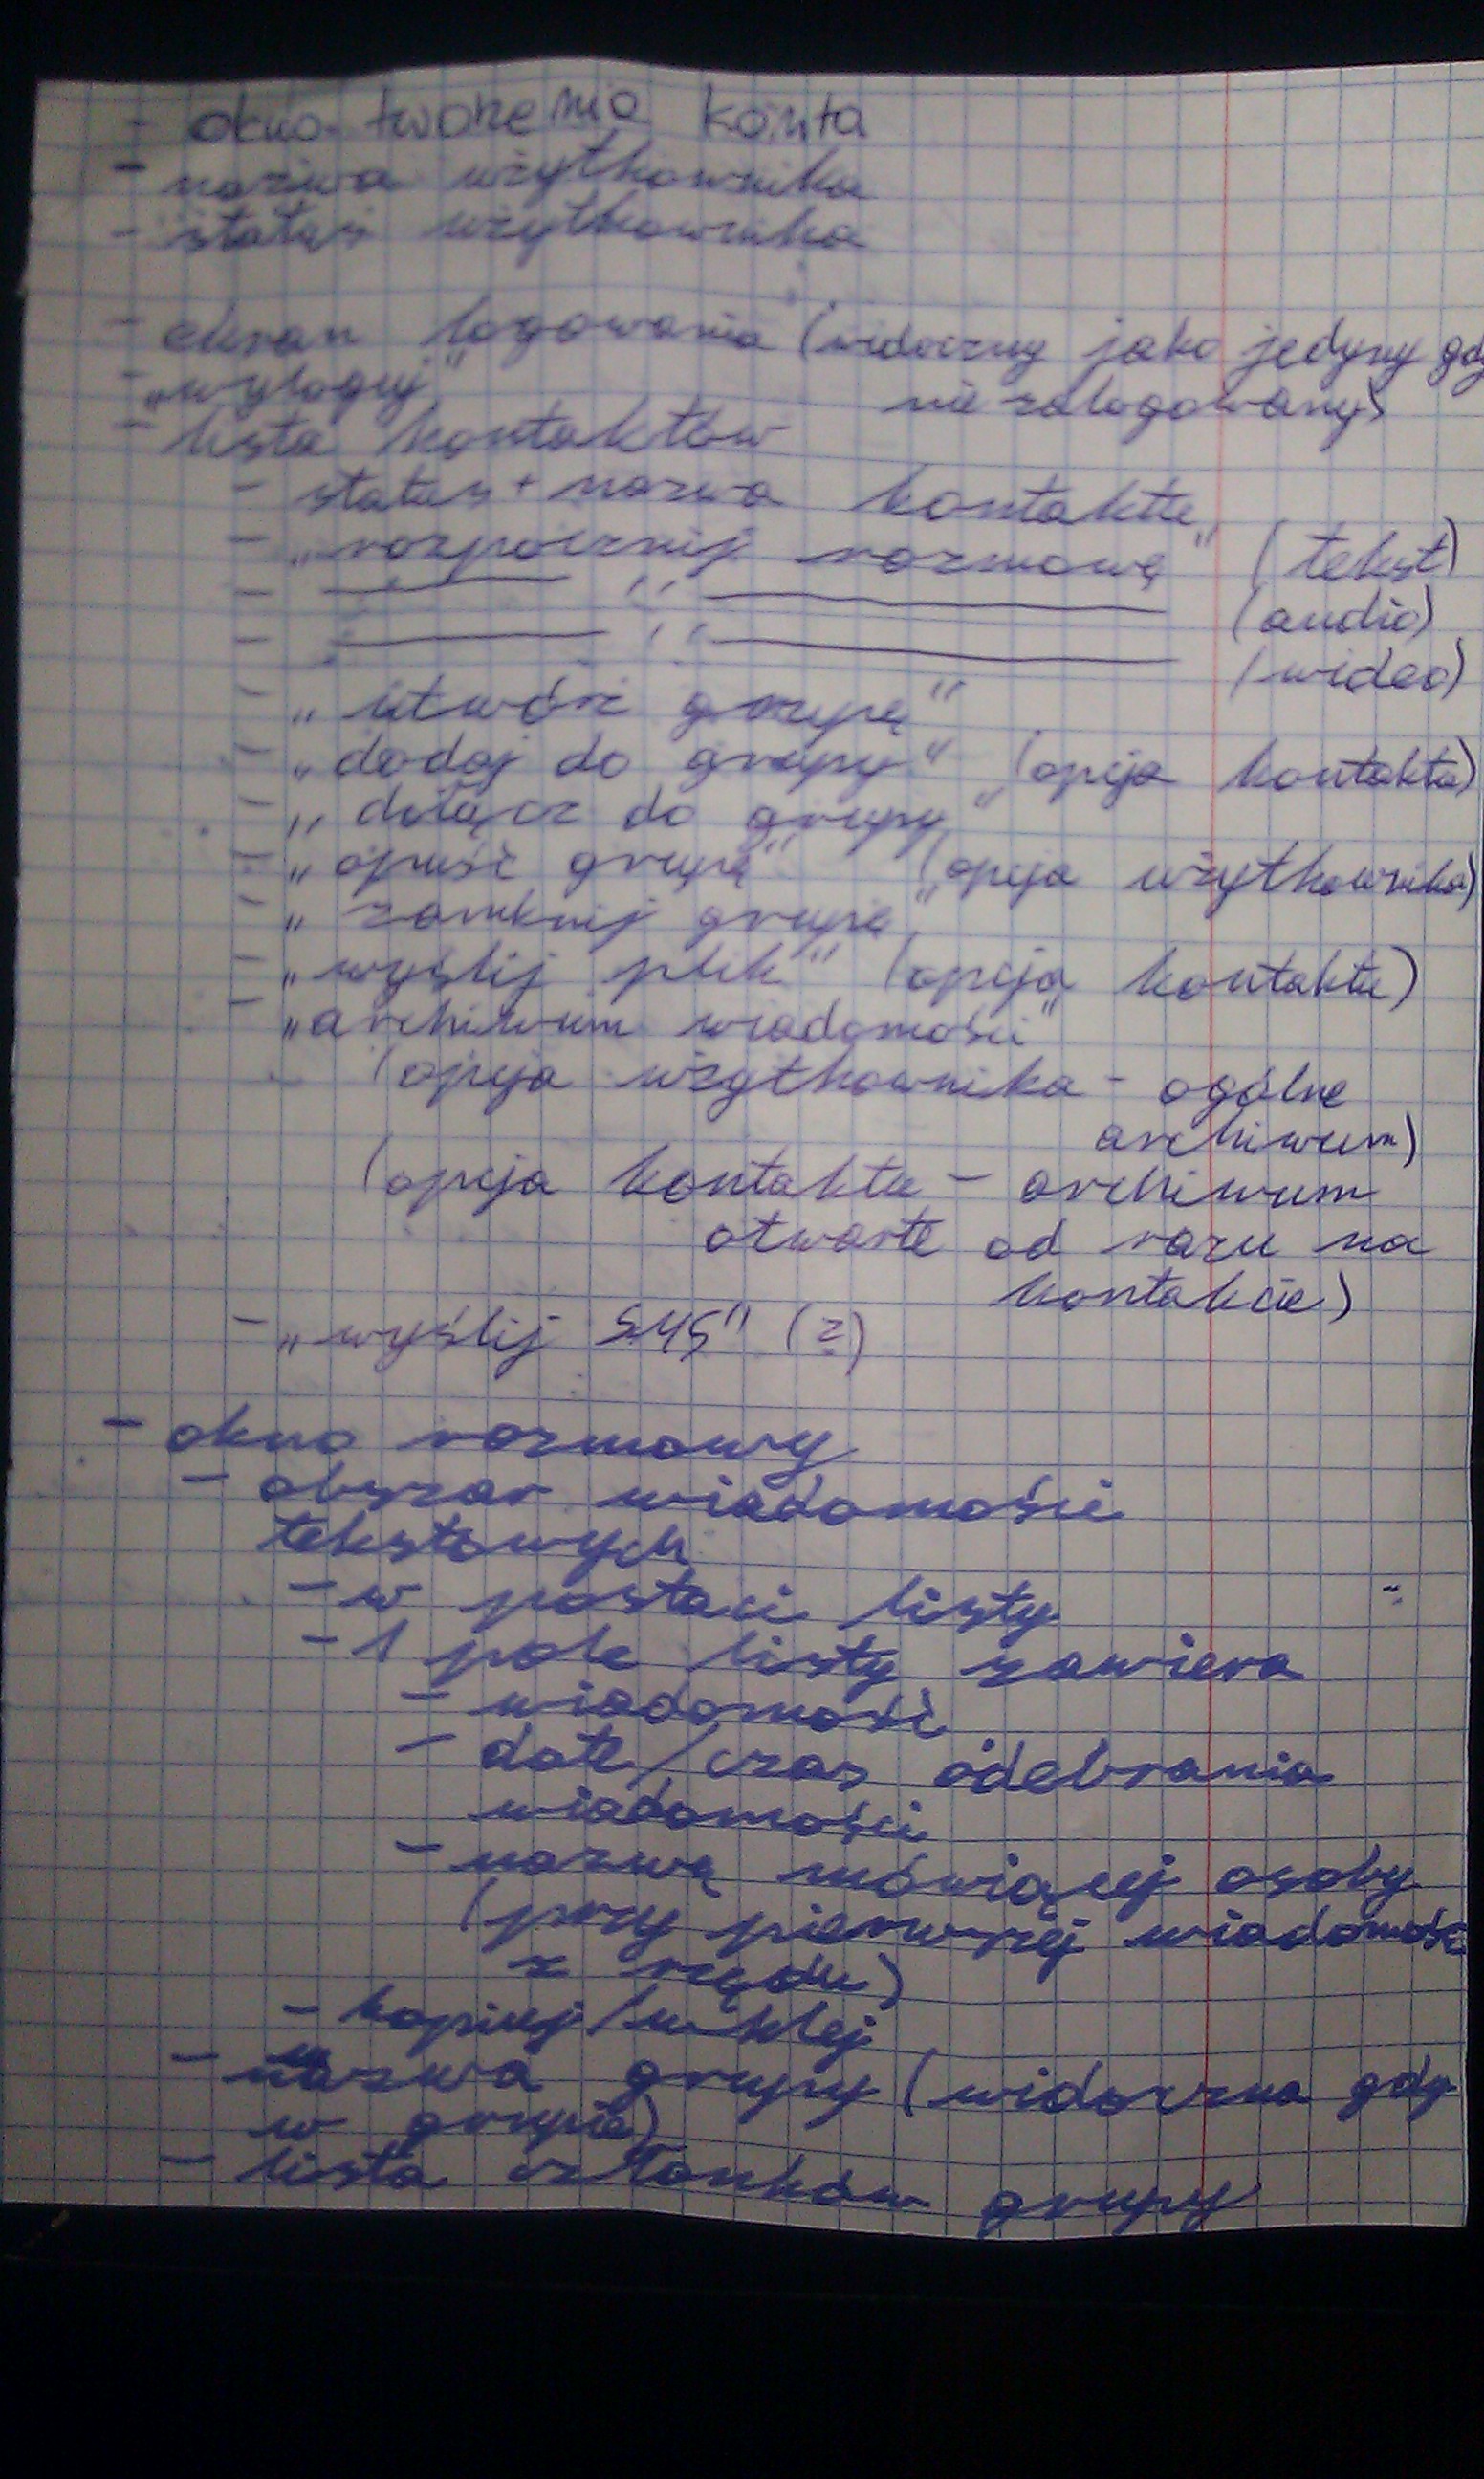 - okno tworzenia konta
- nazwa użytkownika
- status użytkownika
- ekran logowania (widoczny jako jedyny gdy
nie zalogowany)
- „wyloguj"
- lista kontaktów
- status + nazwa kontaktu
- „rozpocznij rozmowę" (tekst)
- —— '' —— (audio)
- —— '' —— (wideo)
- „utwórz grupę"
- „dodaj do grupy" (opcja kontaktu)
- „dołącz do grupy"
- „opuść grupę" (opcja użytkownika)
- „zamknij grupę"
- „wyślij plik" (opcja kontaktu)
- „archiwum wiadomości"
(opcja użytkownika - ogólne
archiwum)
(opcja kontaktu - archiwum
otwarte od razu na
kontakcie)
- „wyślij SMS" (?)
- okno rozmowy
- obszar wiadomości
tekstowych
- w postaci listy
- 1 pole listy zawiera
- wiadomość
- datę/czas odebrania
wiadomości
- nazwę mówiącej osoby
(przy pierwszej wiadomości
z rzędu)
- kopiuj/wklej
- nazwa grupy (widoczna gdy
w grupie)
- lista członków grupy